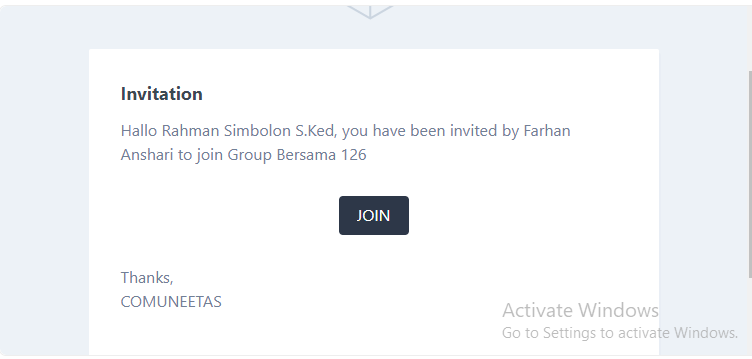 Invitation
Hallo Rahman Simbolon S.Ked, you have been invited by Farhan
Anshari to join Group Bersama 126
JOIN
Thanks,
COMUNEETAS
Activate Windows
Go to Settings to activate Windows.